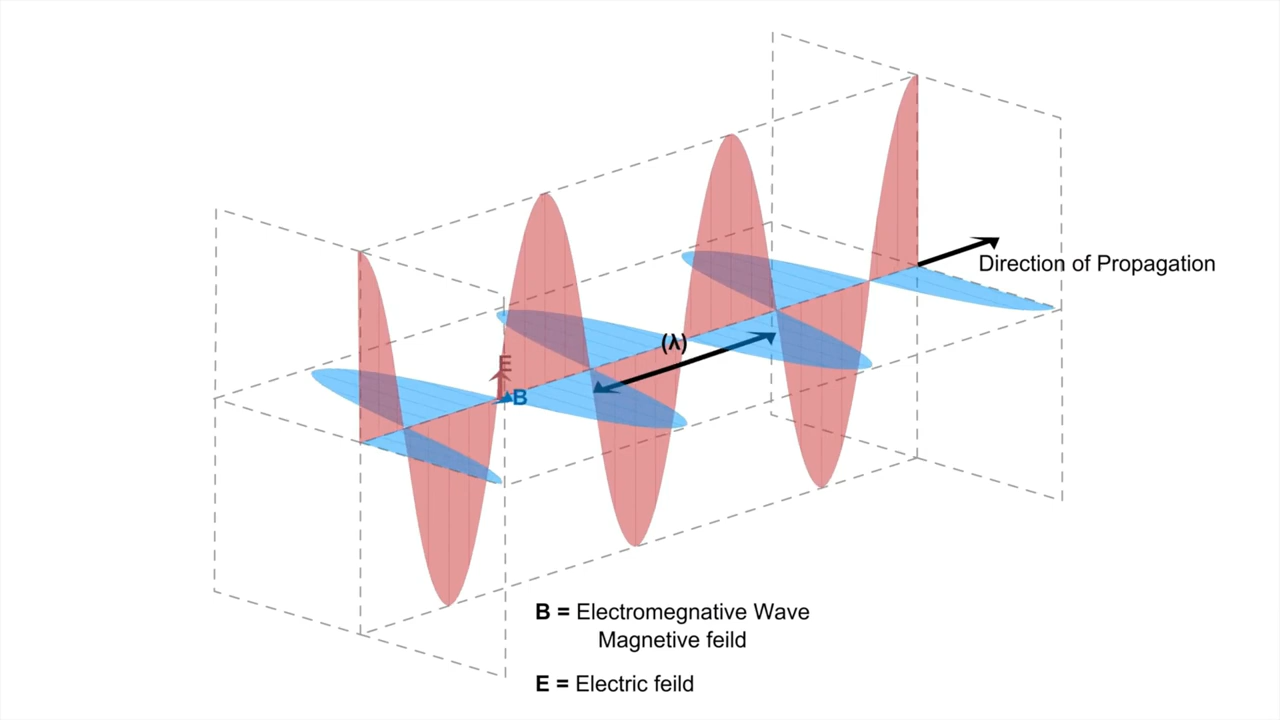 Direction of Propagation
(λ)
E
B
B = Electromegnative Wave
Magnetive feild
E = Electric feild